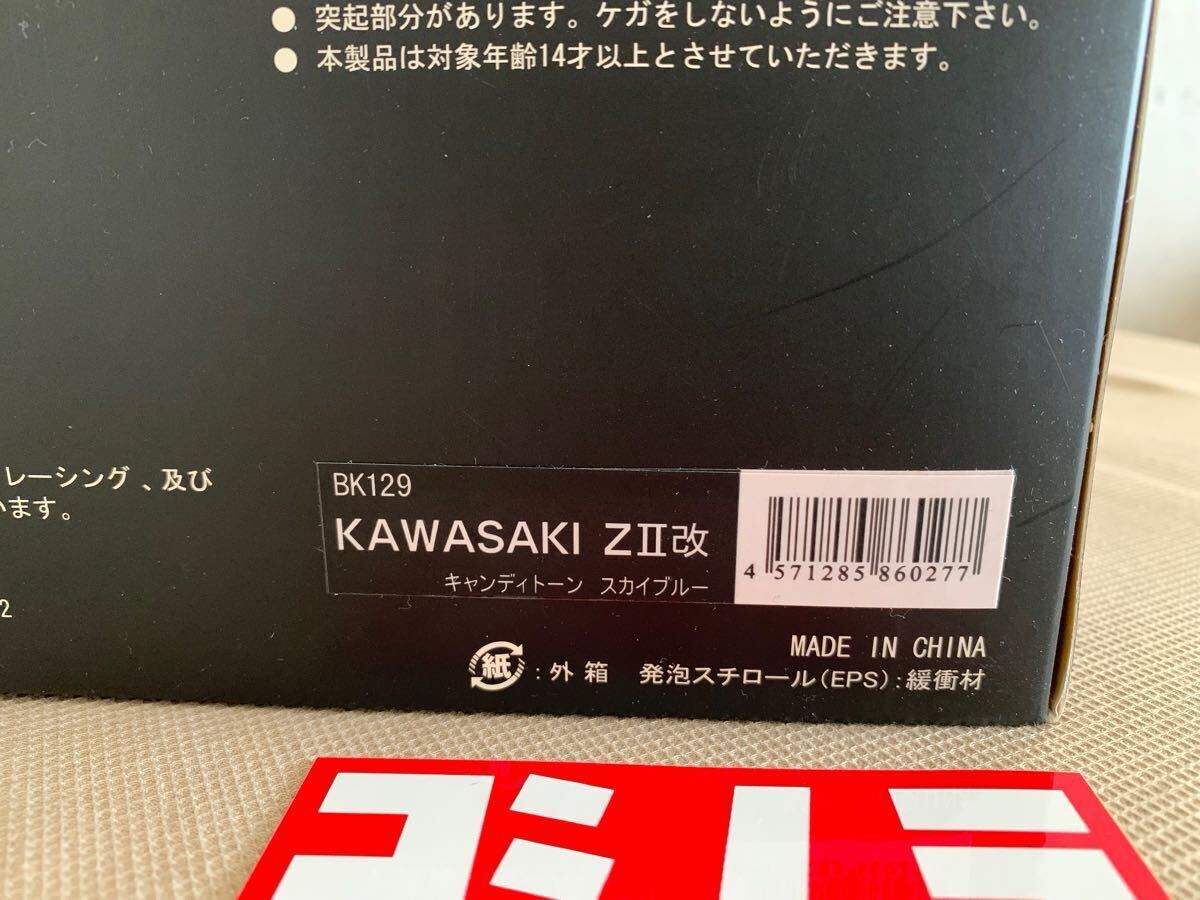 ● 突起部分があります。ケガをしないようにご注意下さい。
● 本製品は対象年齢14才以上とさせていただきます。
レーシング、及び
います。
2
BK129
KAWASAKI ZⅡ改
キャンディトーン スカイブルー
4 571285 860277
MADE IN CHINA
紙:外箱 発泡スチロール(EPS):緩衝材